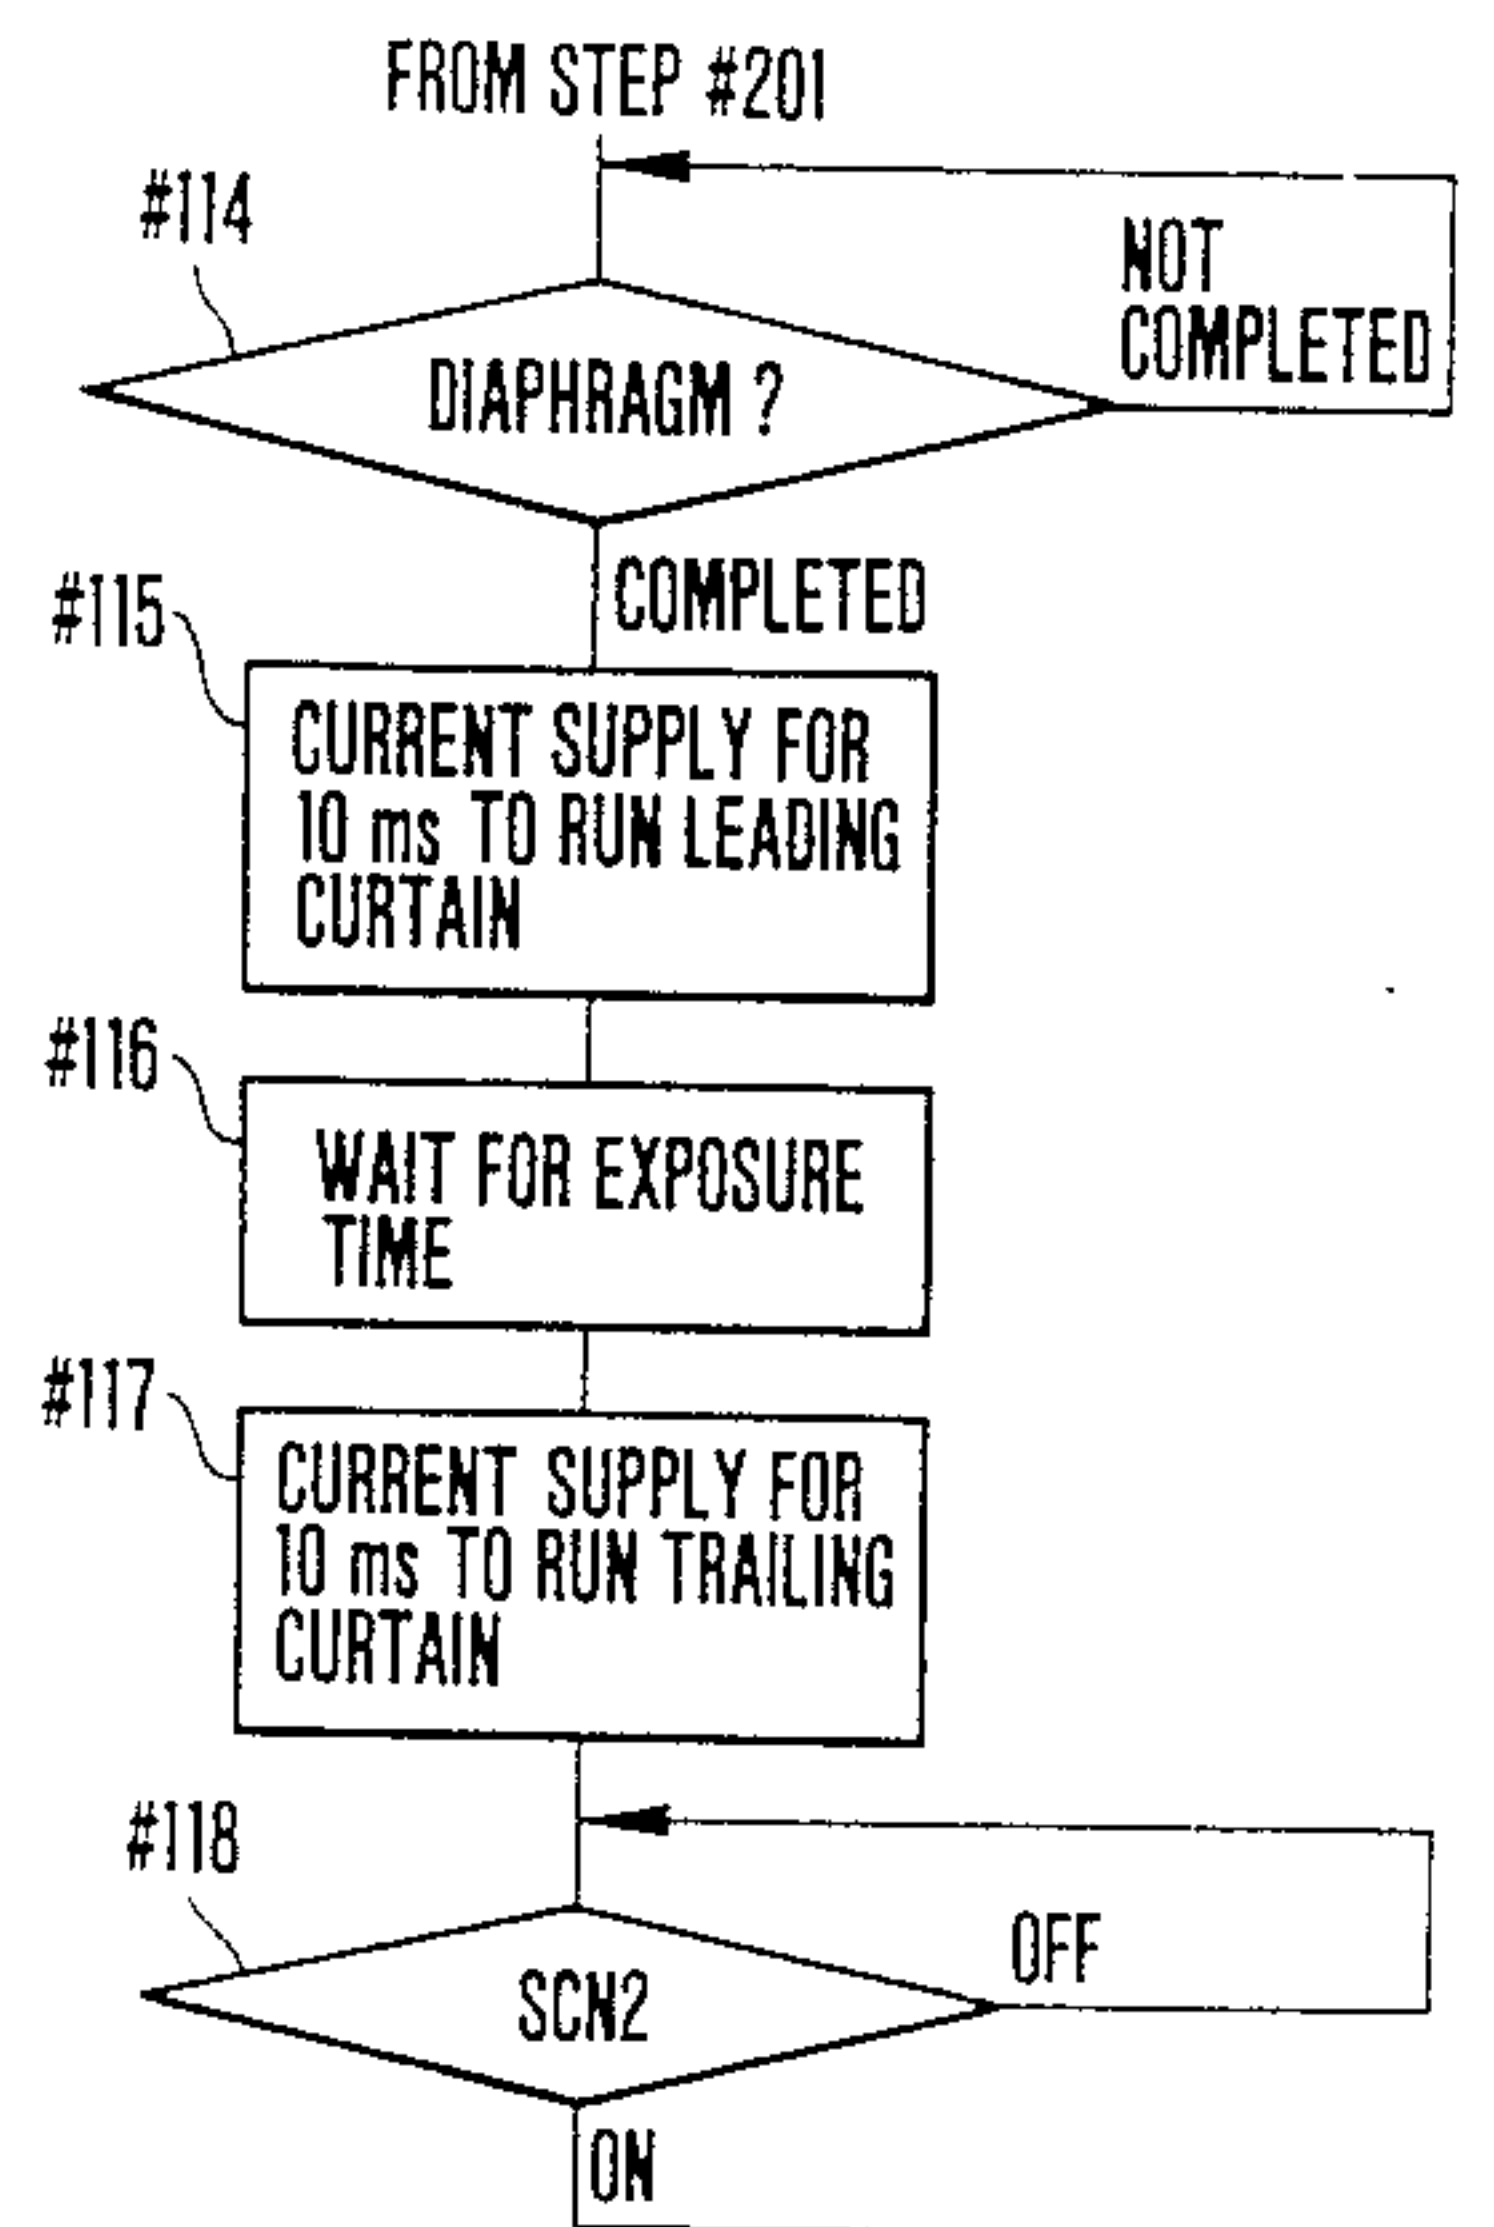 FROM STEP #201
#114
NOT
COMPLETED
DIAPHRAGM ?
COMPLETED
#115
CURRENT SUPPLY FOR
10 ms TO RUN LEADING
CURTAIN
#116
WAIT FOR EXPOSURE
TIME
#117
CURRENT SUPPLY FOR
10 ms TO RUN TRAILING
CURTAIN
#118
OFF
SCN2
ON